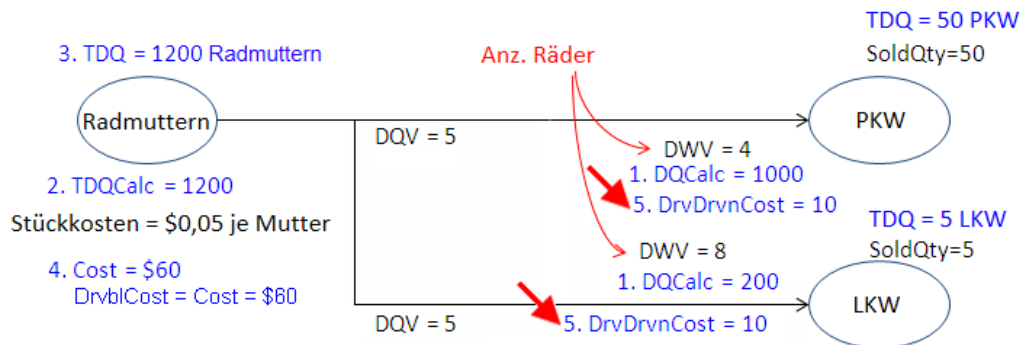 TDQ = 50 PKW
SoldQty=50
3. TDQ = 1200 Radmuttern
Anz. Räder
Radmuttern
PKW
DQV = 5
DWV = 4
1. DQCalc = 1000
5. DrvDrvnCost = 10
2. TDQCalc = 1200
Stückkosten = $0,05 je Mutter
4. Cost = $60
DrvblCost = Cost = $60
TDQ = 5 LKW
SoldQty=5
DWV = 8
1. DQCalc = 200
LKW
DQV = 5
5. DrvDrvnCost = 10